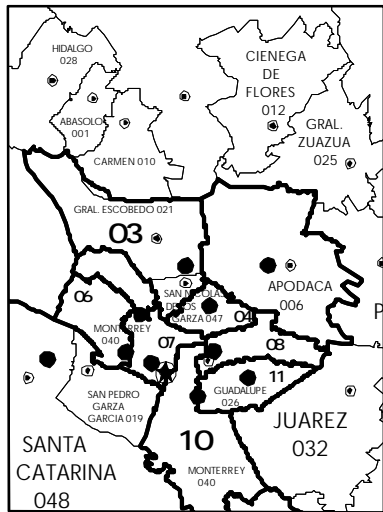 HIDALGO
028
CIENEGA
DE
FLORES
012
ABASOLO
001
GRAL.
ZUAZUA
025
CARMEN 010
GRAL. ESCOBEDO 021
03
APODACA
006
P
SAN NICOLAS
DE LOS
GARZA 047
06
04
MONTERREY
040
07
08
11
GUADALUPE
026
SAN PEDRO
GARZA
GARCIA 019
10
JUAREZ
032
SANTA
CATARINA
048
MONTERREY
040